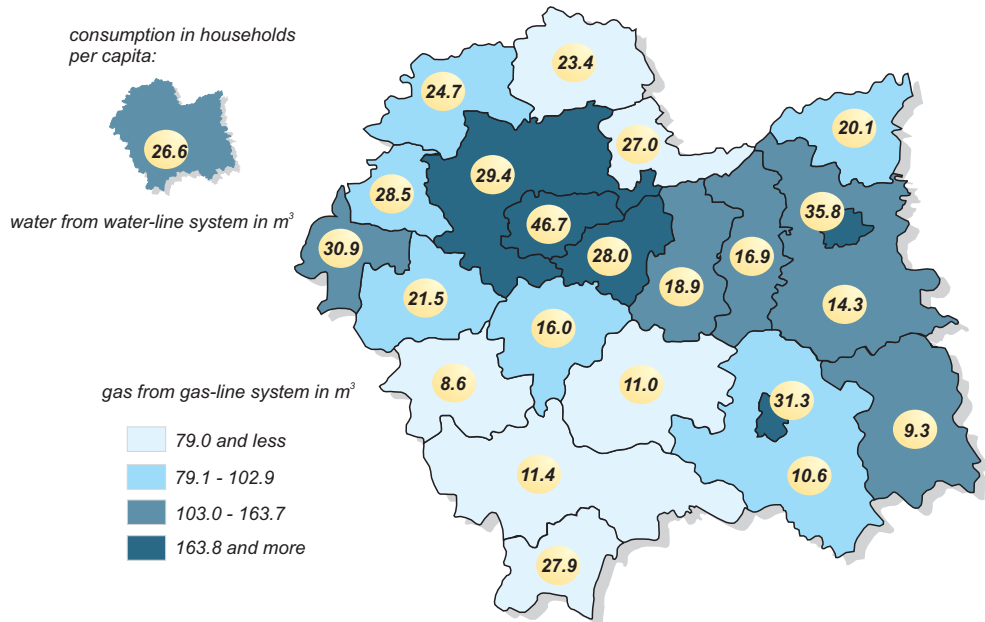 consumption in households
per capita:
26.6
water from water-line system in m³
gas from gas-line system in m³
79.0 and less
79.1 - 102.9
103.0 - 163.7
163.8 and more
23.4
24.7
20.1
27.0
29.4
28.5
35.8
46.7
30.9
28.0
16.9
18.9
21.5
14.3
16.0
8.6
11.0
31.3
9.3
11.4
10.6
27.9